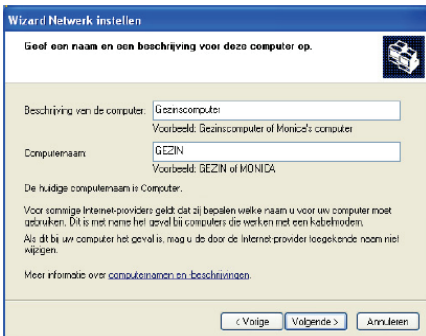 Wizard Netwerk instellen
Geef een naam en een beschrijving voor deze computer op.
Beschrijving van de computer: Gezinscomputer
Voorbeeld: Gezinscomputer of Monica's computer
Computernaam: GEZIN
Voorbeeld: GEZIN of MONICA
De huidige computernaam is Computer.
Voor sommige Internet-providers geldt dat zij bepalen welke naam u voor uw computer moet
gebruiken. Dit is met name het geval bij computers die werken met een kabelmodem.
Als dit bij uw computer het geval is, mag u de door de Internet-provider toegekende naam niet
wijzigen.
Meer informatie over computernamen en -beschrijvingen.
< Vorige Volgende > Annuleren